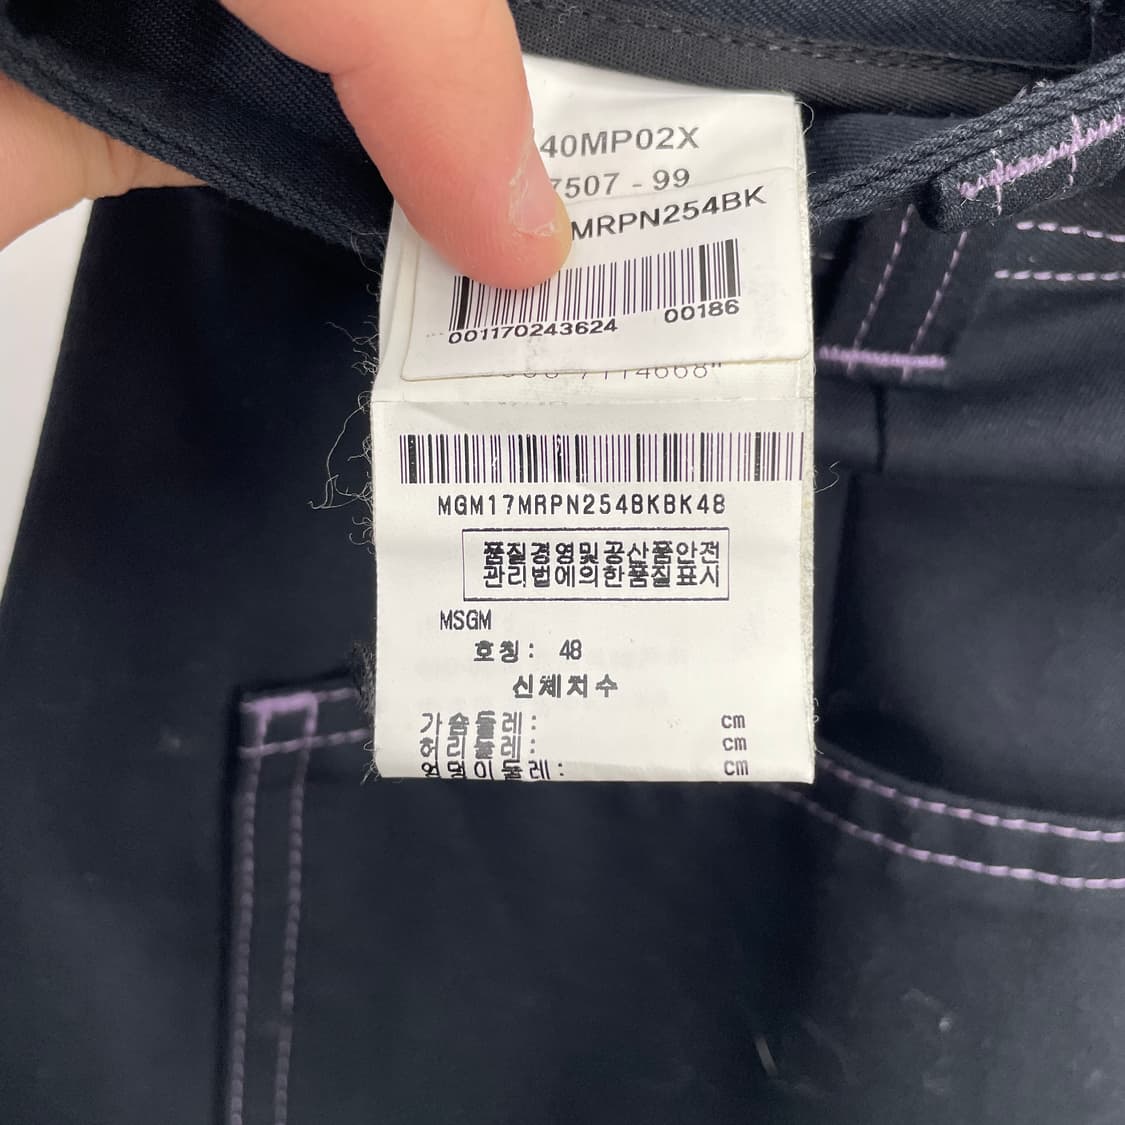 40MP02X
7507 - 99
MRPN254BK
001170243624 00186
7114668"
MGM17MRPN254BKBK48
품질경영및공산품안전
관리법에의한품질표시
MSGM
호칭: 48
신체치수
가슴둘레: cm
허리둘레: cm
엉덩이둘레: cm